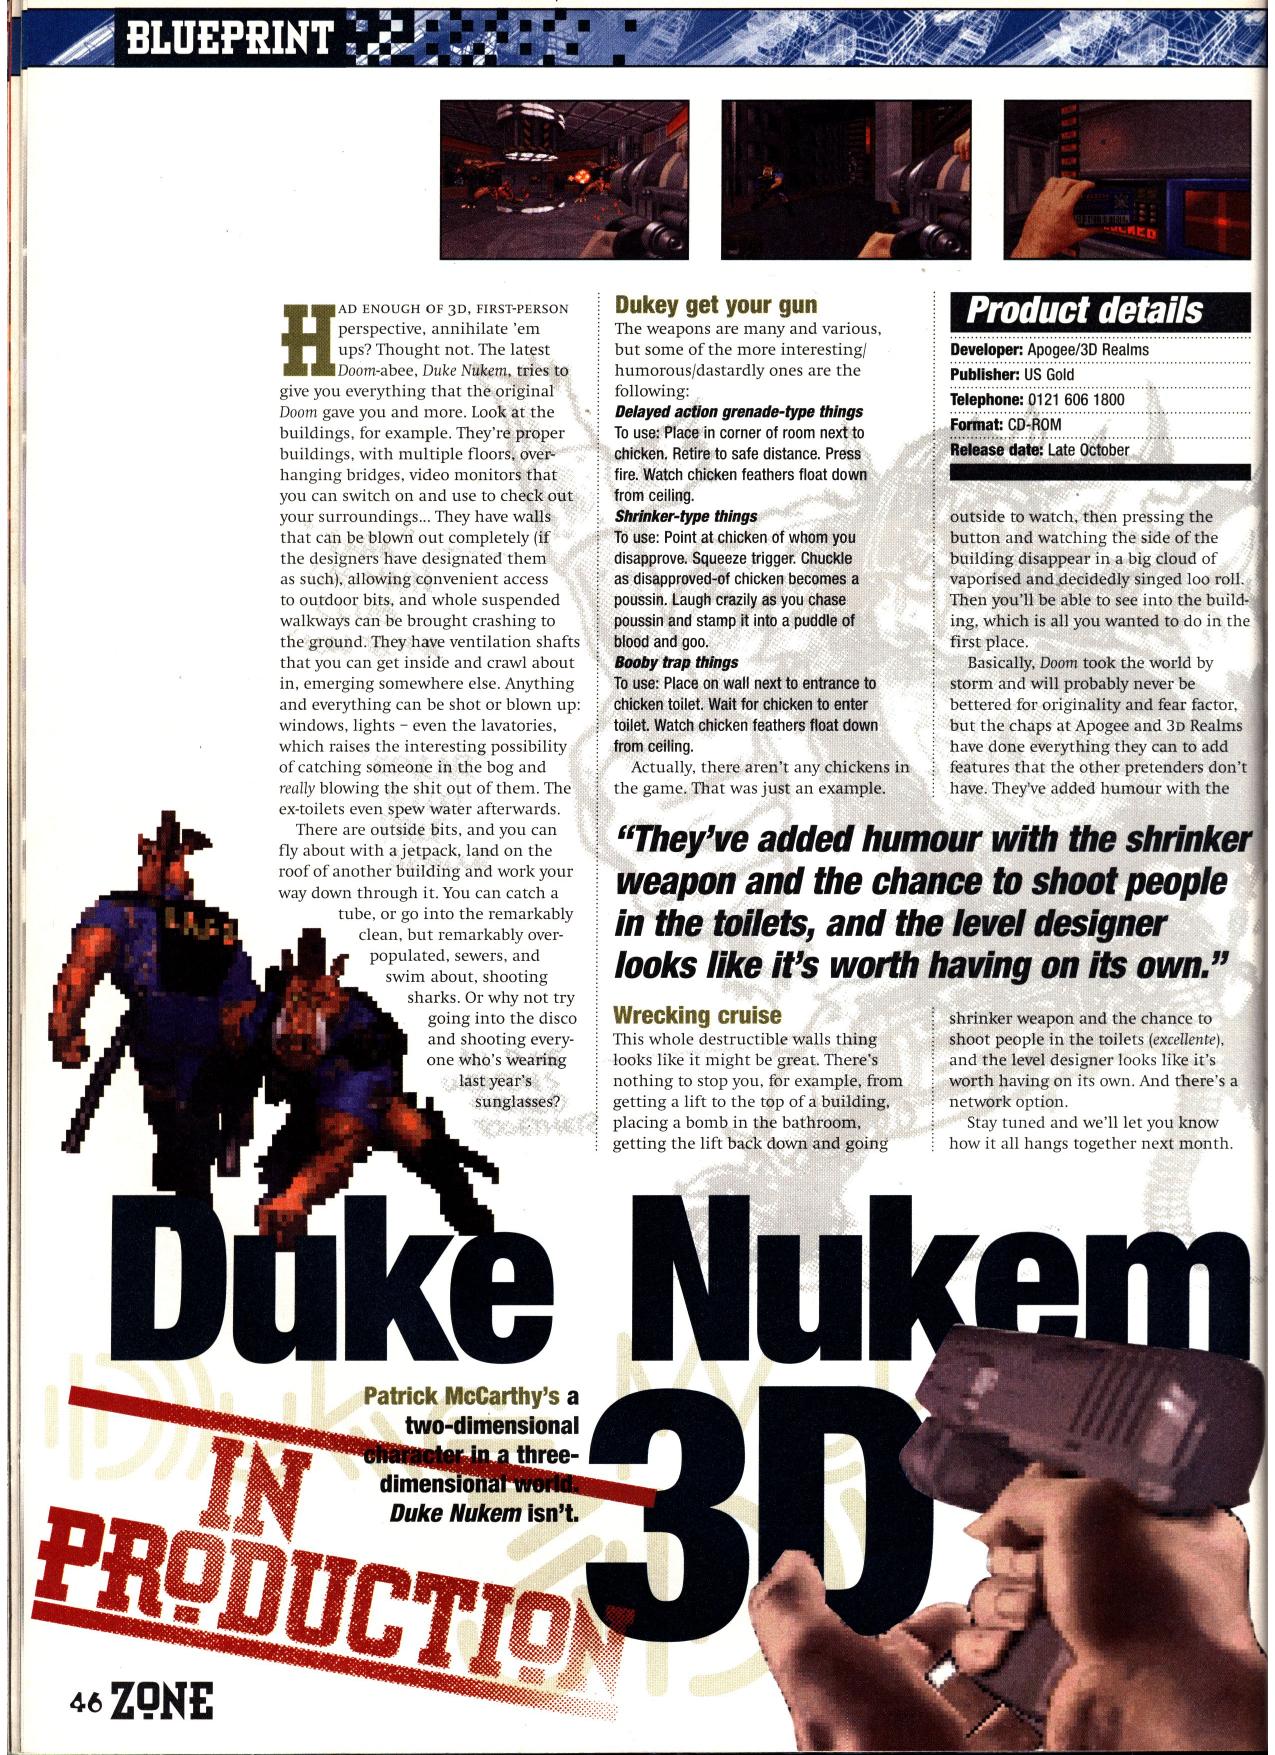 BLUEPRINT
HAD ENOUGH OF 3D, FIRST-PERSON
perspective, annihilate ’em
ups? Thought not. The latest
Doom-abee, Duke Nukem, tries to
give you everything that the original
Doom gave you and more. Look at the
buildings, for example. They’re proper
buildings, with multiple floors, over-
hanging bridges, video monitors that
you can switch on and use to check out
your surroundings... They have walls
that can be blown out completely (if
the designers have designated them
as such), allowing convenient access
to outdoor bits, and whole suspended
walkways can be brought crashing to
the ground. They have ventilation shafts
that you can get inside and crawl about
in, emerging somewhere else. Anything
and everything can be shot or blown up:
windows, lights – even the lavatories,
which raises the interesting possibility
of catching someone in the bog and
really blowing the shit out of them. The
ex-toilets even spew water afterwards.
There are outside bits, and you can
fly about with a jetpack, land on the
roof of another building and work your
way down through it. You can catch a
tube, or go into the remarkably
clean, but remarkably over-
populated, sewers, and
swim about, shooting
sharks. Or why not try
going into the disco
and shooting every-
one who’s wearing
last year’s
sunglasses?
Dukey get your gun
The weapons are many and various,
but some of the more interesting/
humorous/dastardly ones are the
following:
Delayed action grenade-type things
To use: Place in corner of room next to
chicken. Retire to safe distance. Press
fire. Watch chicken feathers float down
from ceiling.
Shrinker-type things
To use: Point at chicken of whom you
disapprove. Squeeze trigger. Chuckle
as disapproved-of chicken becomes a
poussin. Laugh crazily as you chase
poussin and stamp it into a puddle of
blood and goo.
Booby trap things
To use: Place on wall next to entrance to
chicken toilet. Wait for chicken to enter
toilet. Watch chicken feathers float down
from ceiling.
Actually, there aren’t any chickens in
the game. That was just an example.
Product details
Developer: Apogee/3D Realms
Publisher: US Gold
Telephone: 0121 606 1800
Format: CD-ROM
Release date: Late October
“They’ve added humour with the shrinker
weapon and the chance to shoot people
in the toilets, and the level designer
looks like it’s worth having on its own.”
Wrecking cruise
This whole destructible walls thing
looks like it might be great. There’s
nothing to stop you, for example, from
getting a lift to the top of a building,
placing a bomb in the bathroom,
getting the lift back down and going
outside to watch, then pressing the
button and watching the side of the
building disappear in a big cloud of
vaporised and decidedly singed loo roll.
Then you’ll be able to see into the build-
ing, which is all you wanted to do in the
first place.
Basically, Doom took the world by
storm and will probably never be
bettered for originality and fear factor,
but the chaps at Apogee and 3D Realms
have done everything they can to add
features that the other pretenders don’t
have. They’ve added humour with the
shrinker weapon and the chance to
shoot people in the toilets (excellente),
and the level designer looks like it’s
worth having on its own. And there’s a
network option.
Stay tuned and we’ll let you know
how it all hangs together next month.
Duke Nukem
3D
Patrick McCarthy’s a
two-dimensional
character in a three-
dimensional world.
Duke Nukem isn’t.
IN
PRODUCTION
46 ZONE